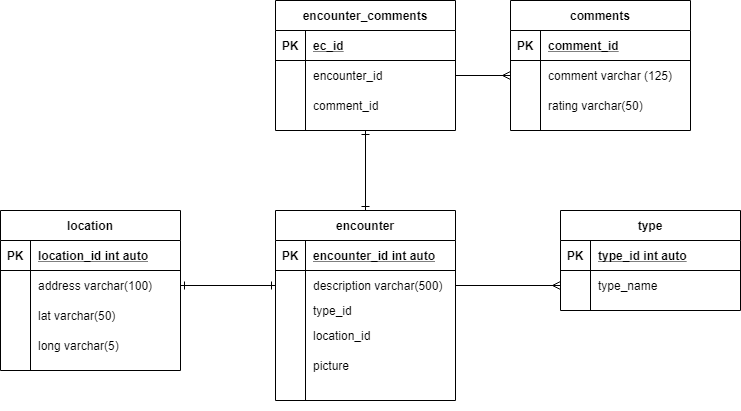 encounter_comments
PK ec_id
encounter_id
comment_id
comments
PK comment_id
comment varchar (125)
rating varchar(50)
location
PK location_id int auto
address varchar(100)
lat varchar(50)
long varchar(5)
encounter
PK encounter_id int auto
description varchar(500)
type_id
location_id
picture
type
PK type_id int auto
type_name